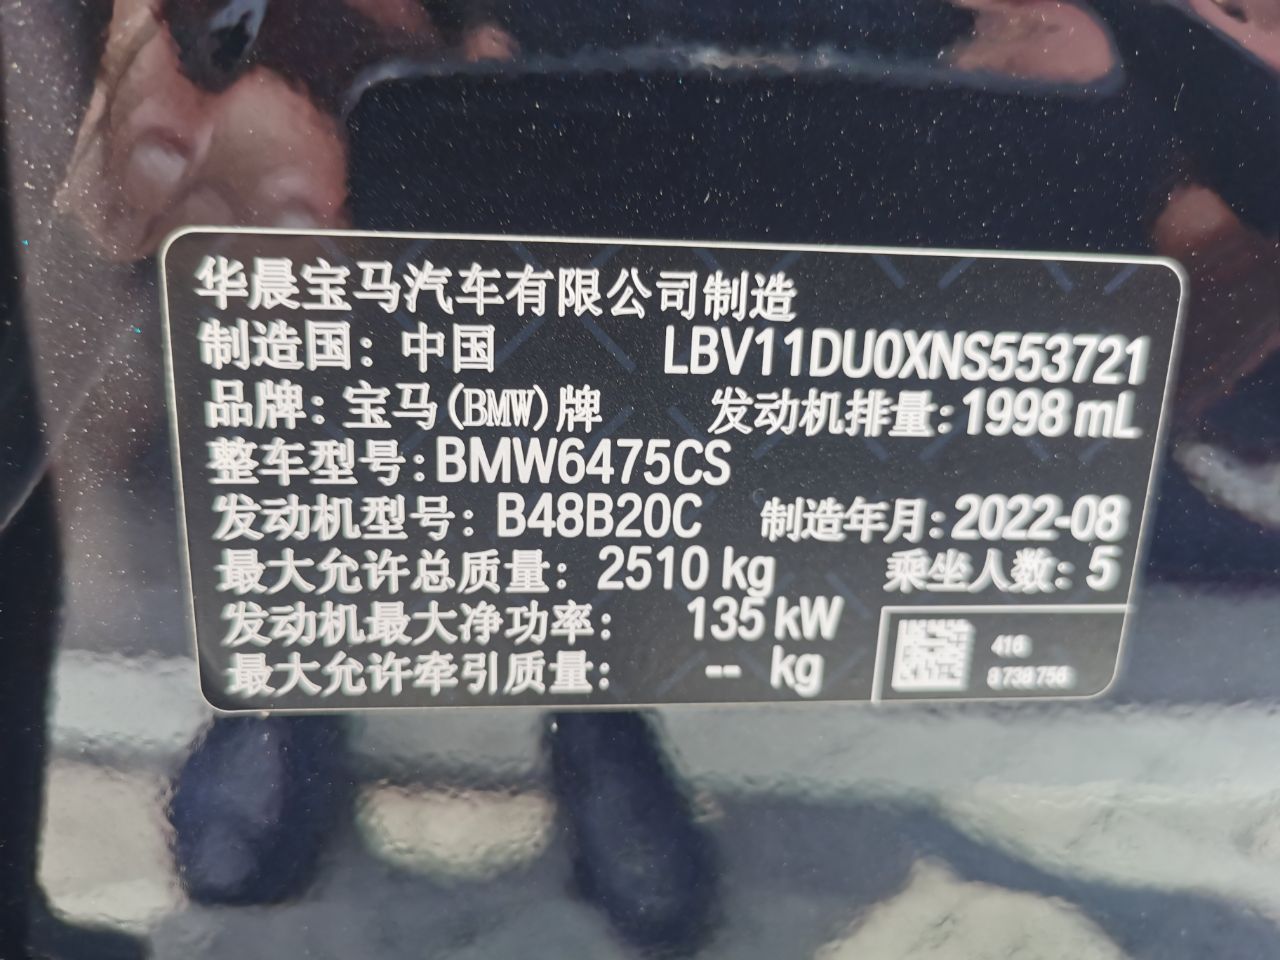 华晨宝马汽车有限公司制造
制造国：中国 LBV11DU0XNS553721
品牌：宝马(BMW)牌 发动机排量：1998 mL
整车型号：BMW6475CS
发动机型号：B48B20C 制造年月：2022-08
最大允许总质量：2510 kg 乘坐人数：5
发动机最大净功率：135 kW
最大允许牵引质量：-- kg
416
8738756